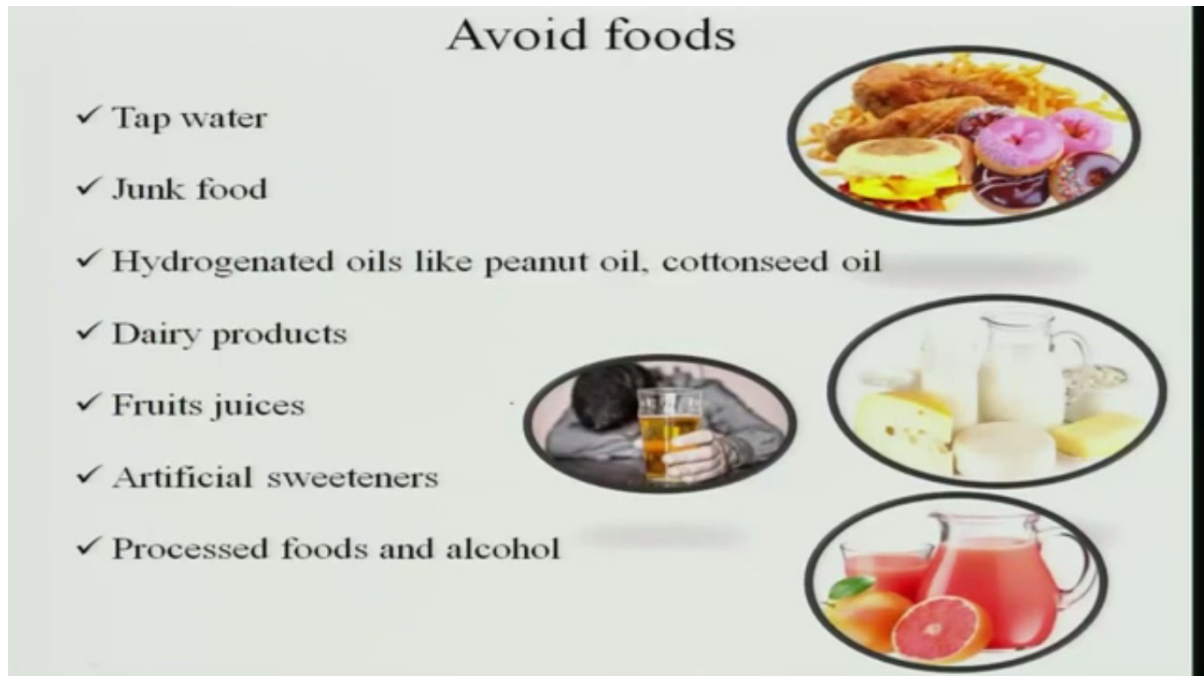 Avoid foods
✓ Tap water
✓ Junk food
✓ Hydrogenated oils like peanut oil, cottonseed oil
✓ Dairy products
✓ Fruits juices
✓ Artificial sweeteners
✓ Processed foods and alcohol